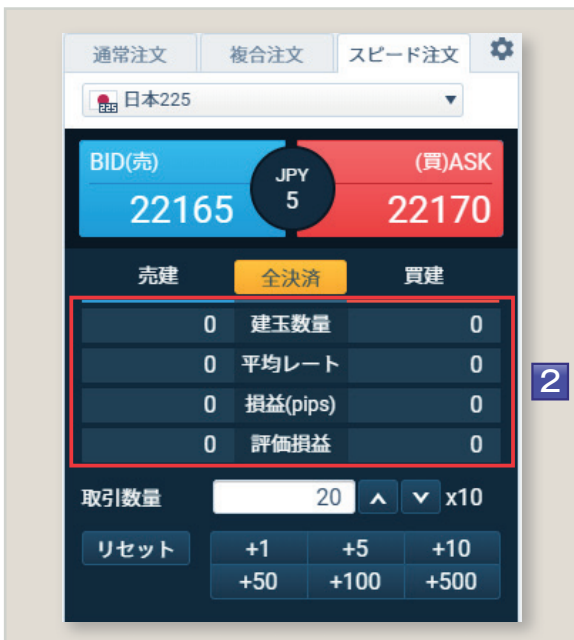 通常注文 複合注文 スピード注文
225 日本225
BID(売) JPY (買)ASK
22165 5 22170
売建 全決済 買建
0 建玉数量 0
0 平均レート 0
0 損益(pips) 0
0 評価損益 0
2
取引数量 20 x10
リセット +1 +5 +10
+50 +100 +500